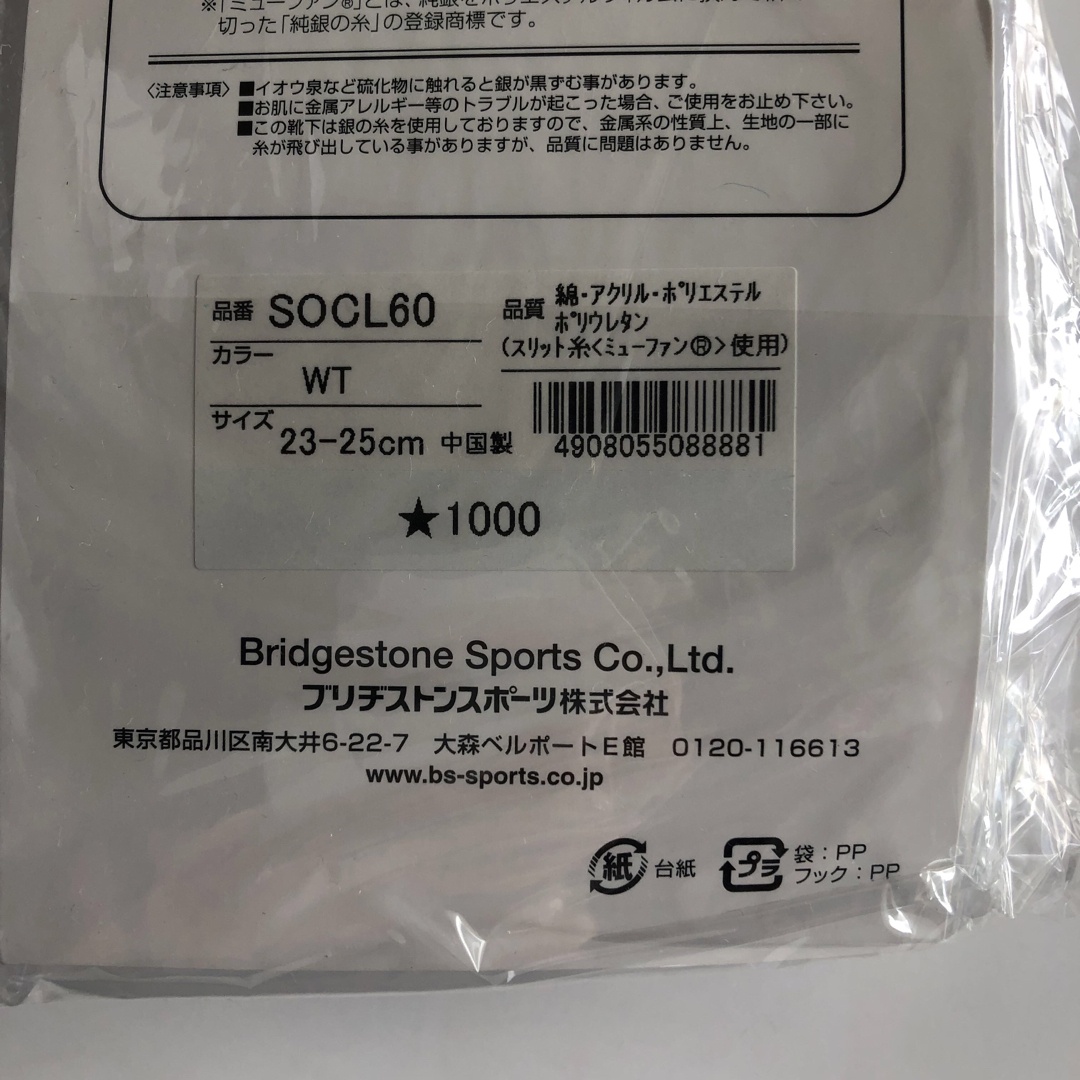 切った「純銀の糸」の登録商標です。
〈注意事項〉■イオウ泉など硫化物に触れると銀が黒ずむ事があります。
■お肌に金属アレルギー等のトラブルが起こった場合、ご使用をお止め下さい。
■この靴下は銀の糸を使用しておりますので、金属系の性質上、生地の一部に
糸が飛び出している事がありますが、品質に問題はありません。
品番 SOCL60
カラー
WT
サイズ
23-25cm 中国製
品質 綿・アクリル・ポリエステル
ポリウレタン
(スリット糸<ミューファン®>使用)
4908055088881
★1000
Bridgestone Sports Co.,Ltd.
ブリヂストンスポーツ株式会社
東京都品川区南大井6-22-7 大森ベルポートE館 0120-116613
www.bs-sports.co.jp
紙 台紙
プラ 袋：PP
フック：PP